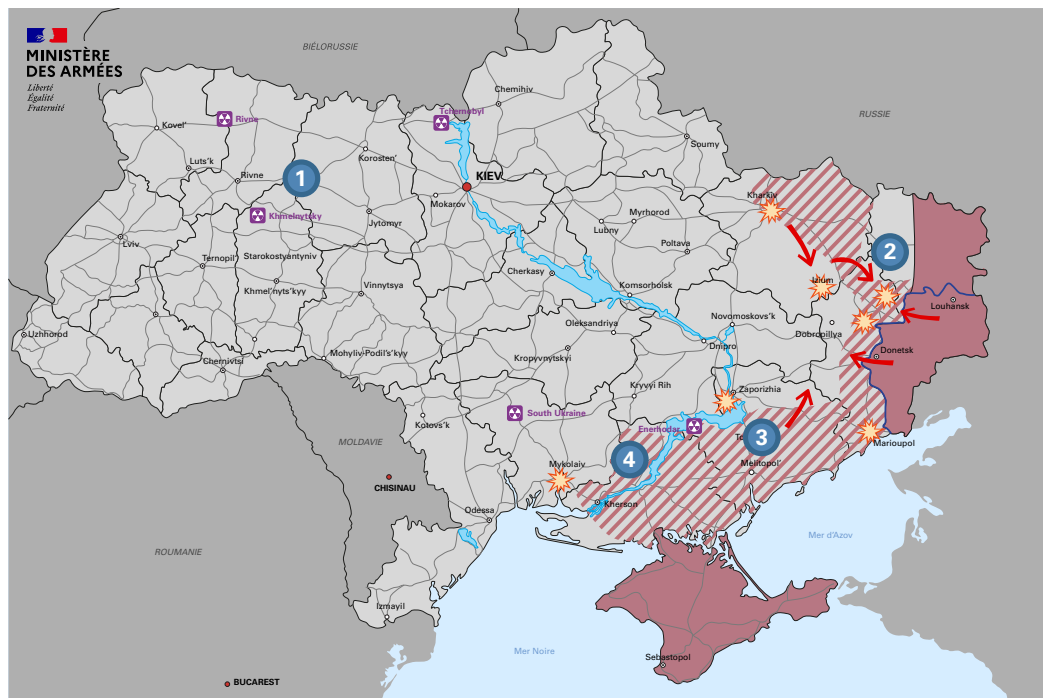 MINISTÈRE
DES ARMÉES
Liberté
Égalité
Fraternité
BIÉLORUSSIE
RUSSIE
Chernihiv
Tchernobyl
Rivne
Kovel'
Soumy
Korosten'
Luts'k
Rivne
1
KIEV
Kharkiv
Mokarov
Khmelnytsky
Jytomyr
Myrhorod
Lubny
Lviv
Poltava
2
Ternopil'
Starokostyantyniv
Cherkasy
Izium
Khmel'nyts'kyy
Vinnytsya
Komsomolsk
Louhansk
Novomoskovs'k
Uzhhorod
Oleksandriya
Dobropillya
Dnipro
Donetsk
Chernivtsi
Mohyliv-Podil's'kyy
Kropyvnytskyi
Kryvyi Rih
Zaporizhia
Kotovs'k
South Ukraine
Enerhodar
3
MOLDAVIE
Marioupol
4
Mykolaiv
Melitopol'
CHISINAU
Kherson
Odessa
Mer d'Azov
ROUMANIE
Izmayil
Mer Noire
Sebastopol
BUCAREST